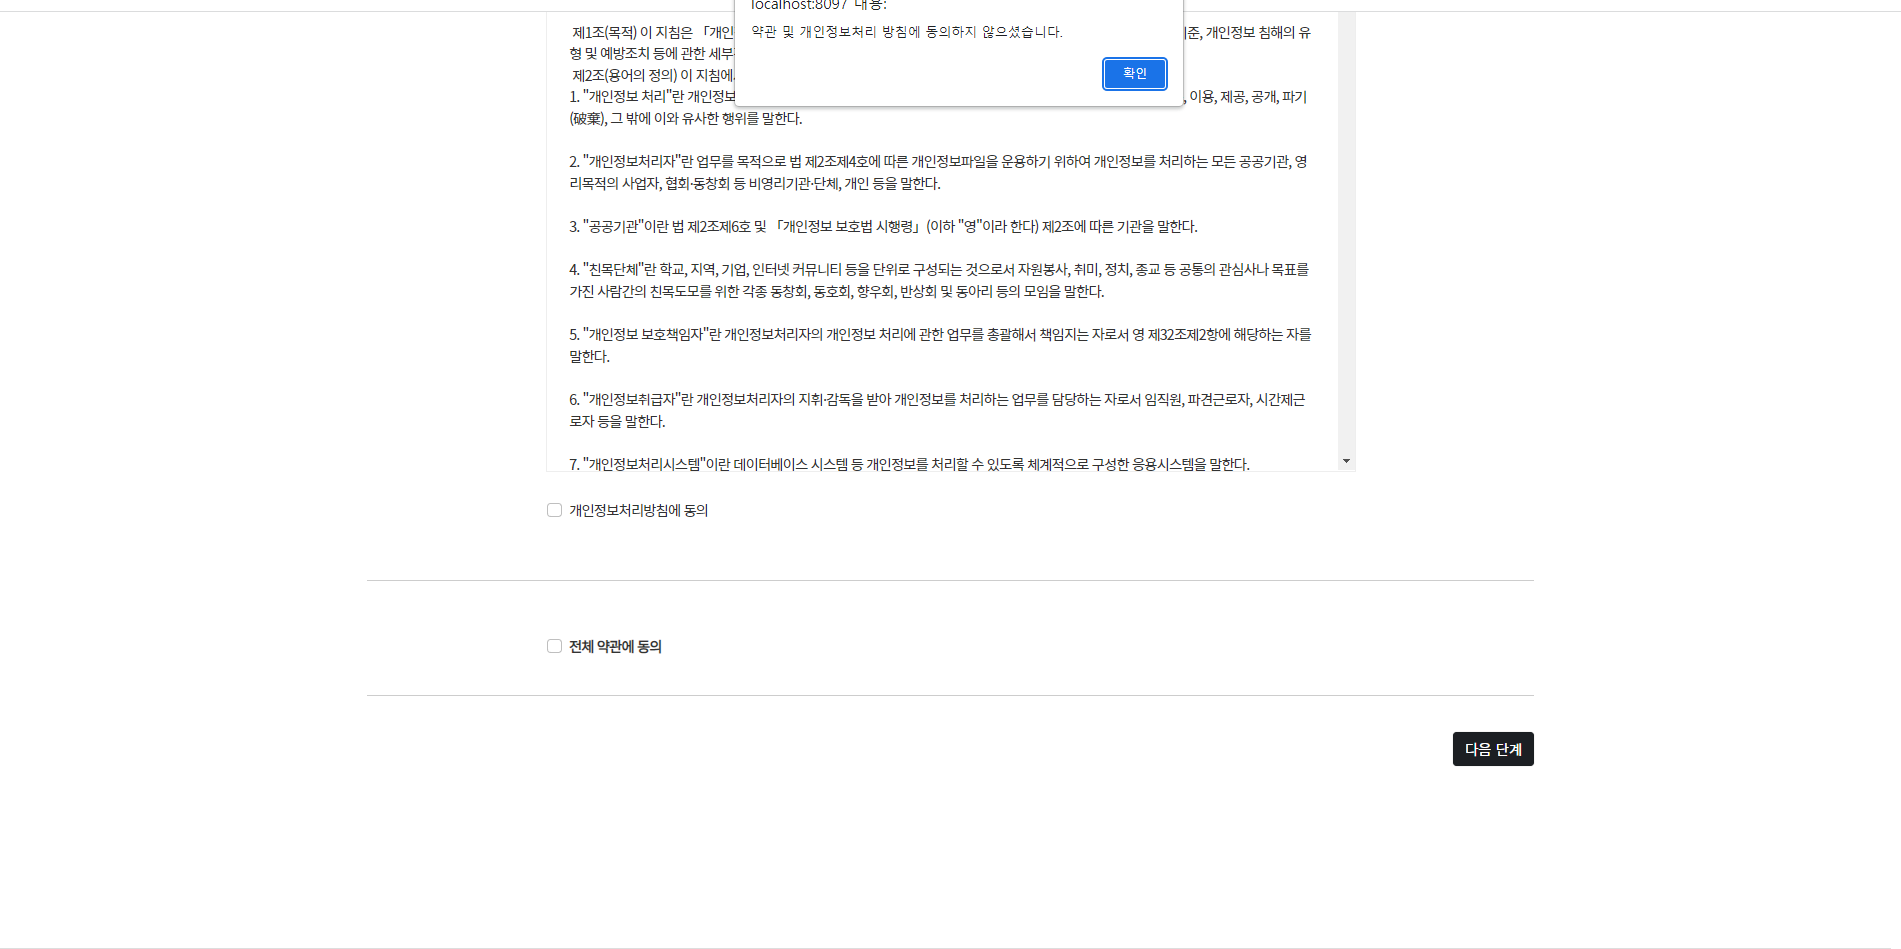 localhost:8097 내용:
약관 및 개인정보처리 방침에 동의하지 않으셨습니다.
확인
제1조(목적) 이 지침은 「개인 준, 개인정보 침해의 유
형 및 예방조치 등에 관한 세부
제2조(용어의 정의) 이 지침에
1. "개인정보 처리"란 개인정보 , 이용, 제공, 공개, 파기
(破棄), 그 밖에 이와 유사한 행위를 말한다.
2. "개인정보처리자"란 업무를 목적으로 법 제2조제4호에 따른 개인정보파일을 운용하기 위하여 개인정보를 처리하는 모든 공공기관, 영
리목적의 사업자, 협회·동창회 등 비영리기관·단체, 개인 등을 말한다.
3. "공공기관"이란 법 제2조제6호 및 「개인정보 보호법 시행령」(이하 "영"이라 한다) 제2조에 따른 기관을 말한다.
4. "친목단체"란 학교, 지역, 기업, 인터넷 커뮤니티 등을 단위로 구성되는 것으로서 자원봉사, 취미, 정치, 종교 등 공통의 관심사나 목표를
가진 사람간의 친목도모를 위한 각종 동창회, 동호회, 향우회, 반상회 및 동아리 등의 모임을 말한다.
5. "개인정보 보호책임자"란 개인정보처리자의 개인정보 처리에 관한 업무를 총괄해서 책임지는 자로서 영 제32조제2항에 해당하는 자를
말한다.
6. "개인정보취급자"란 개인정보처리자의 지휘·감독을 받아 개인정보를 처리하는 업무를 담당하는 자로서 임직원, 파견근로자, 시간제근
로자 등을 말한다.
7. "개인정보처리시스템"이란 데이터베이스 시스템 등 개인정보를 처리할 수 있도록 체계적으로 구성한 응용시스템을 말한다.
개인정보처리방침에 동의
전체 약관에 동의
다음 단계